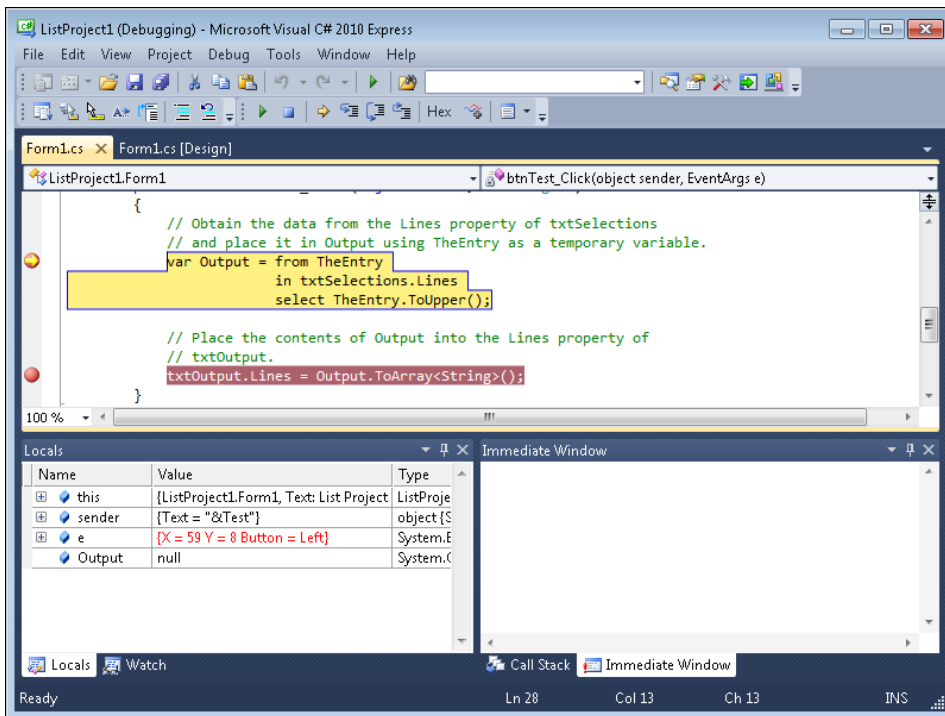 ListProject1 (Debugging) - Microsoft Visual C# 2010 Express
File Edit View Project Debug Tools Window Help
Hex
Form1.cs Form1.cs [Design]
ListProject1.Form1 btnTest_Click(object sender, EventArgs e)
{
// Obtain the data from the Lines property of txtSelections
// and place it in Output using TheEntry as a temporary variable.
var Output = from TheEntry
in txtSelections.Lines
select TheEntry.ToUpper();
// Place the contents of Output into the Lines property of
// txtOutput.
txtOutput.Lines = Output.ToArray<String>();
}
100 %
Locals Immediate Window
Name Value Type
this {ListProject1.Form1, Text: List Project ListProje
sender {Text = "&Test"} object {S
e {X = 59 Y = 8 Button = Left} System.E
Output null System.C
Locals Watch Call Stack Immediate Window
Ready Ln 28 Col 13 Ch 13 INS